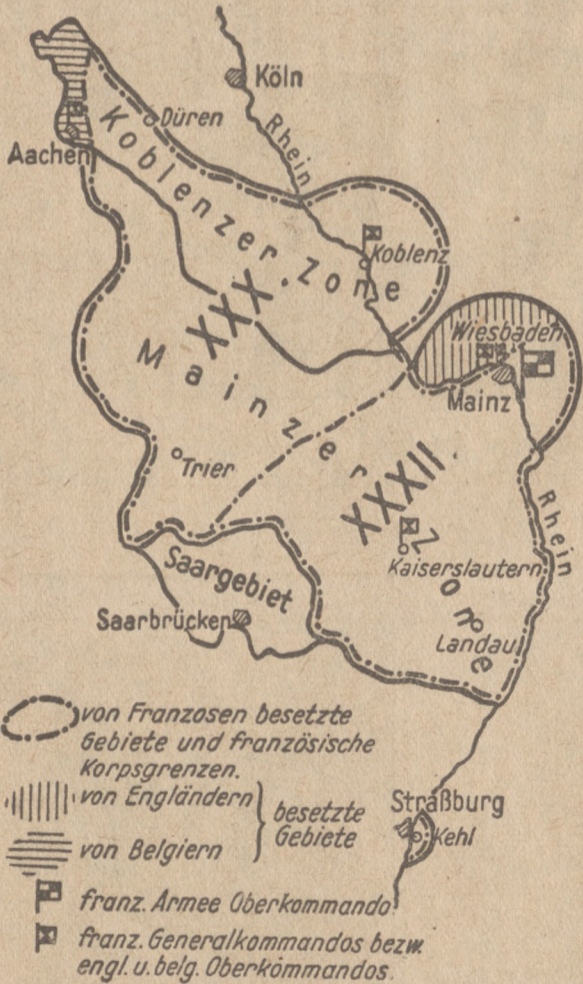 Köln
Rhein
Düren
Aachen
Koblenzer Zone
Koblenz
XXX.
Wiesbaden
Mainz
Mainzer Zone
Trier
XXXII.
Rhein
Kaiserslautern
Saargebiet
Saarbrücken
Landau
von Franzosen besetzte
Gebiete und französische
Korpsgrenzen.
von Engländern
besetzte
Gebiete
von Belgiern
Straßburg
Kehl
franz. Armee Oberkommando
franz. Generalkommandos bezw.
engl. u. belg. Oberkommandos.